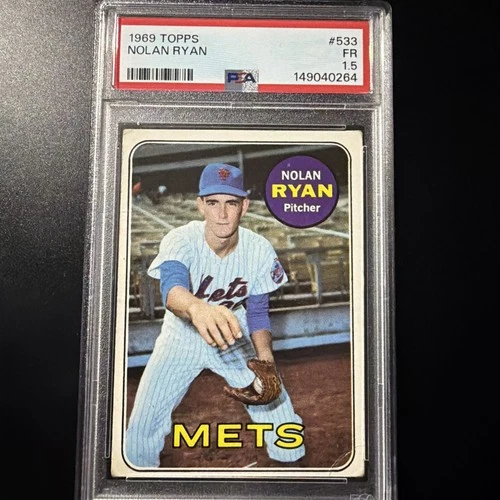 1969 TOPPS #533
NOLAN RYAN FR
1.5
PSA 149040264
NOLAN
RYAN
Pitcher
Mets
METS